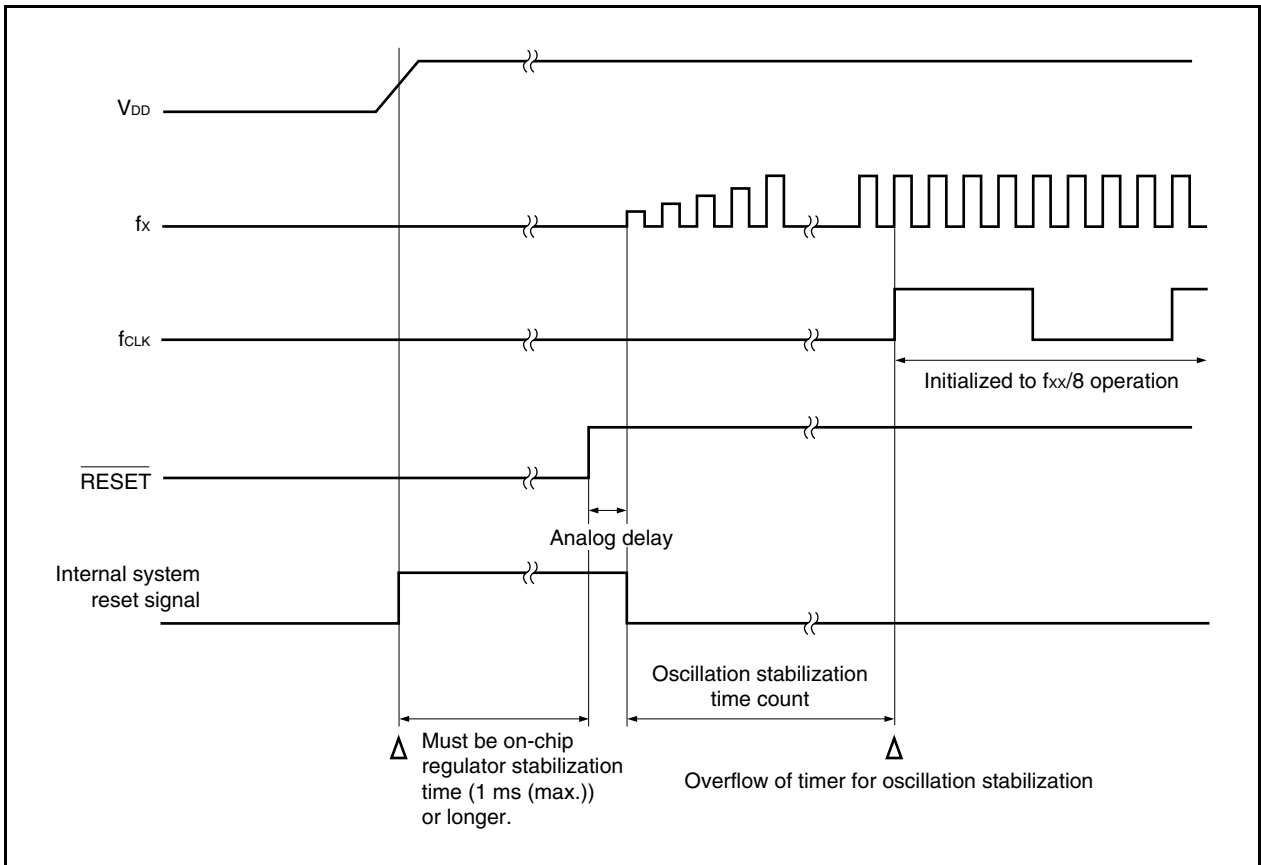 VDD
fX
fCLK
Initialized to fXX/8 operation
RESET
Analog delay
Internal system
reset signal
Oscillation stabilization
time count
Must be on-chip
regulator stabilization
time (1 ms (max.))
or longer.
Overflow of timer for oscillation stabilization